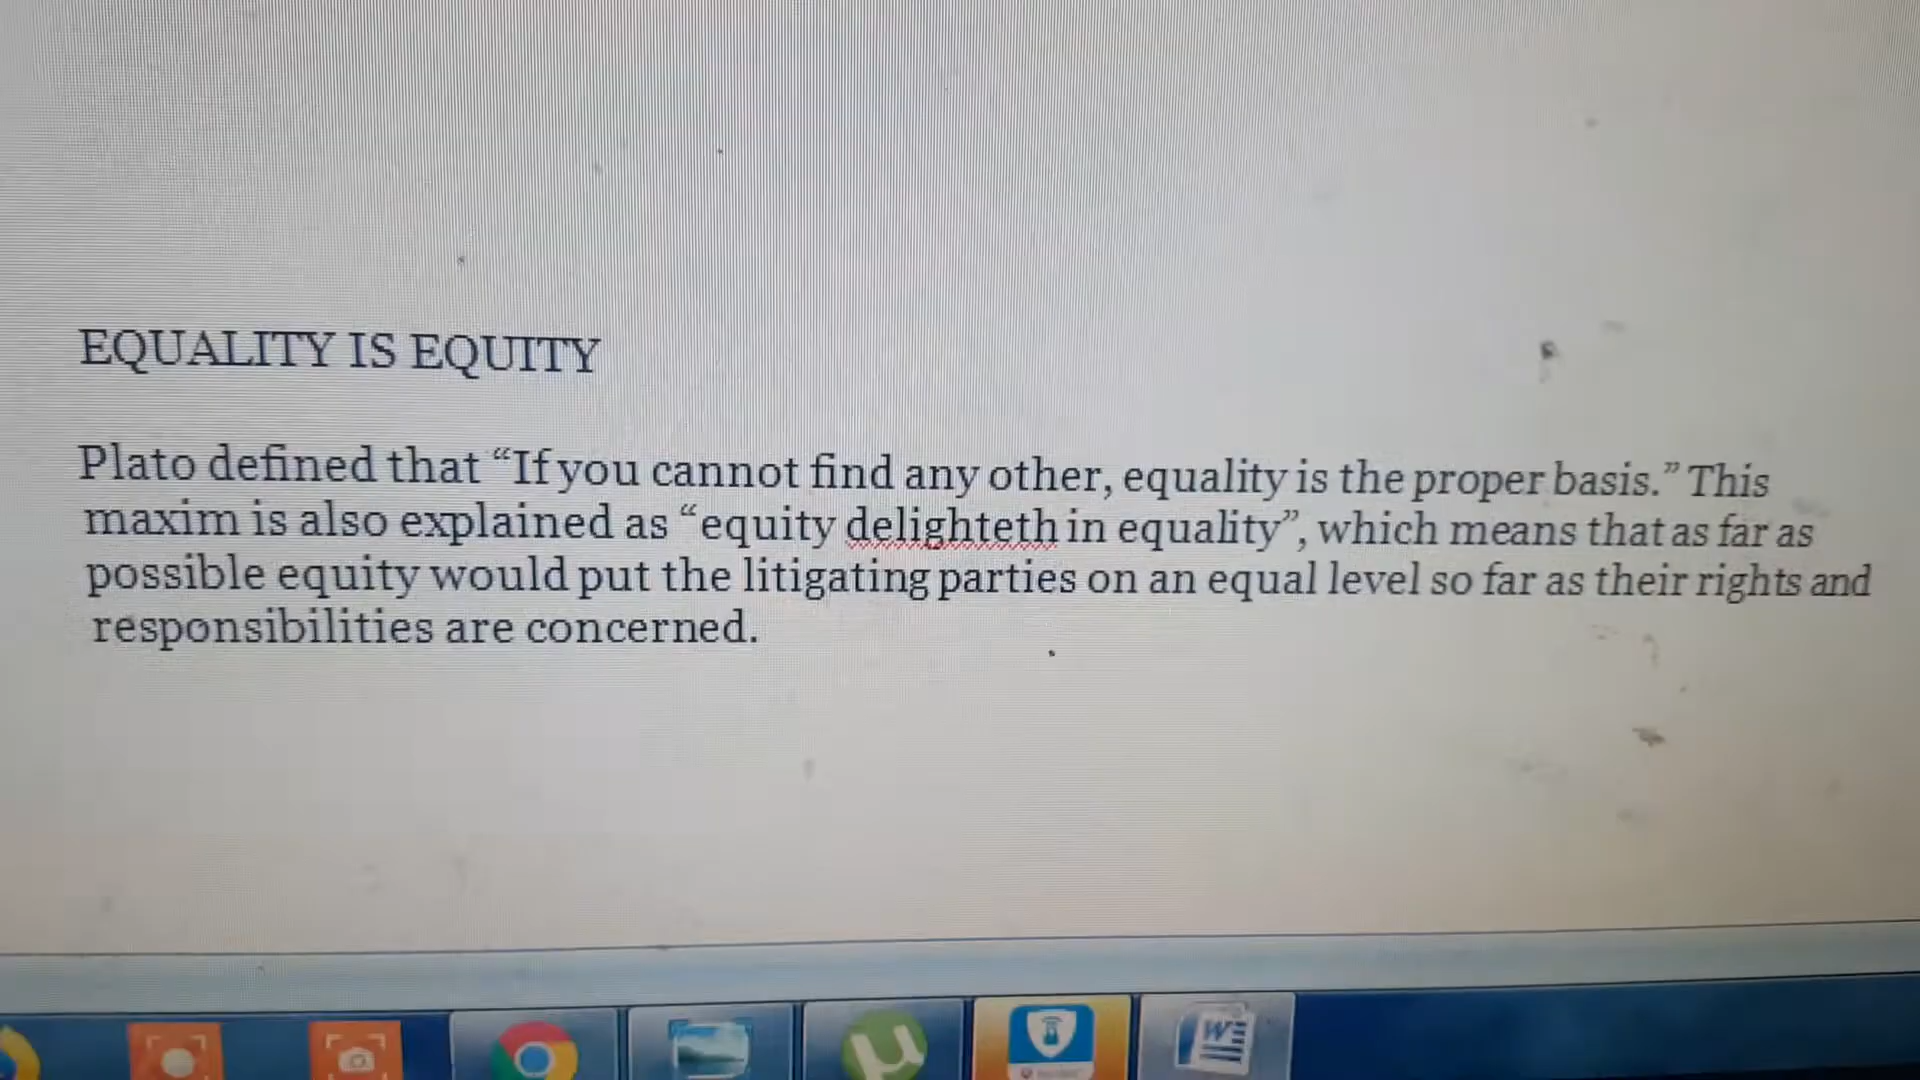 EQUALITY IS EQUITY
Plato defined that “If you cannot find any other, equality is the proper basis.” This
maxim is also explained as “equity delighteth in equality”, which means that as far as
possible equity would put the litigating parties on an equal level so far as their rights and
responsibilities are concerned.